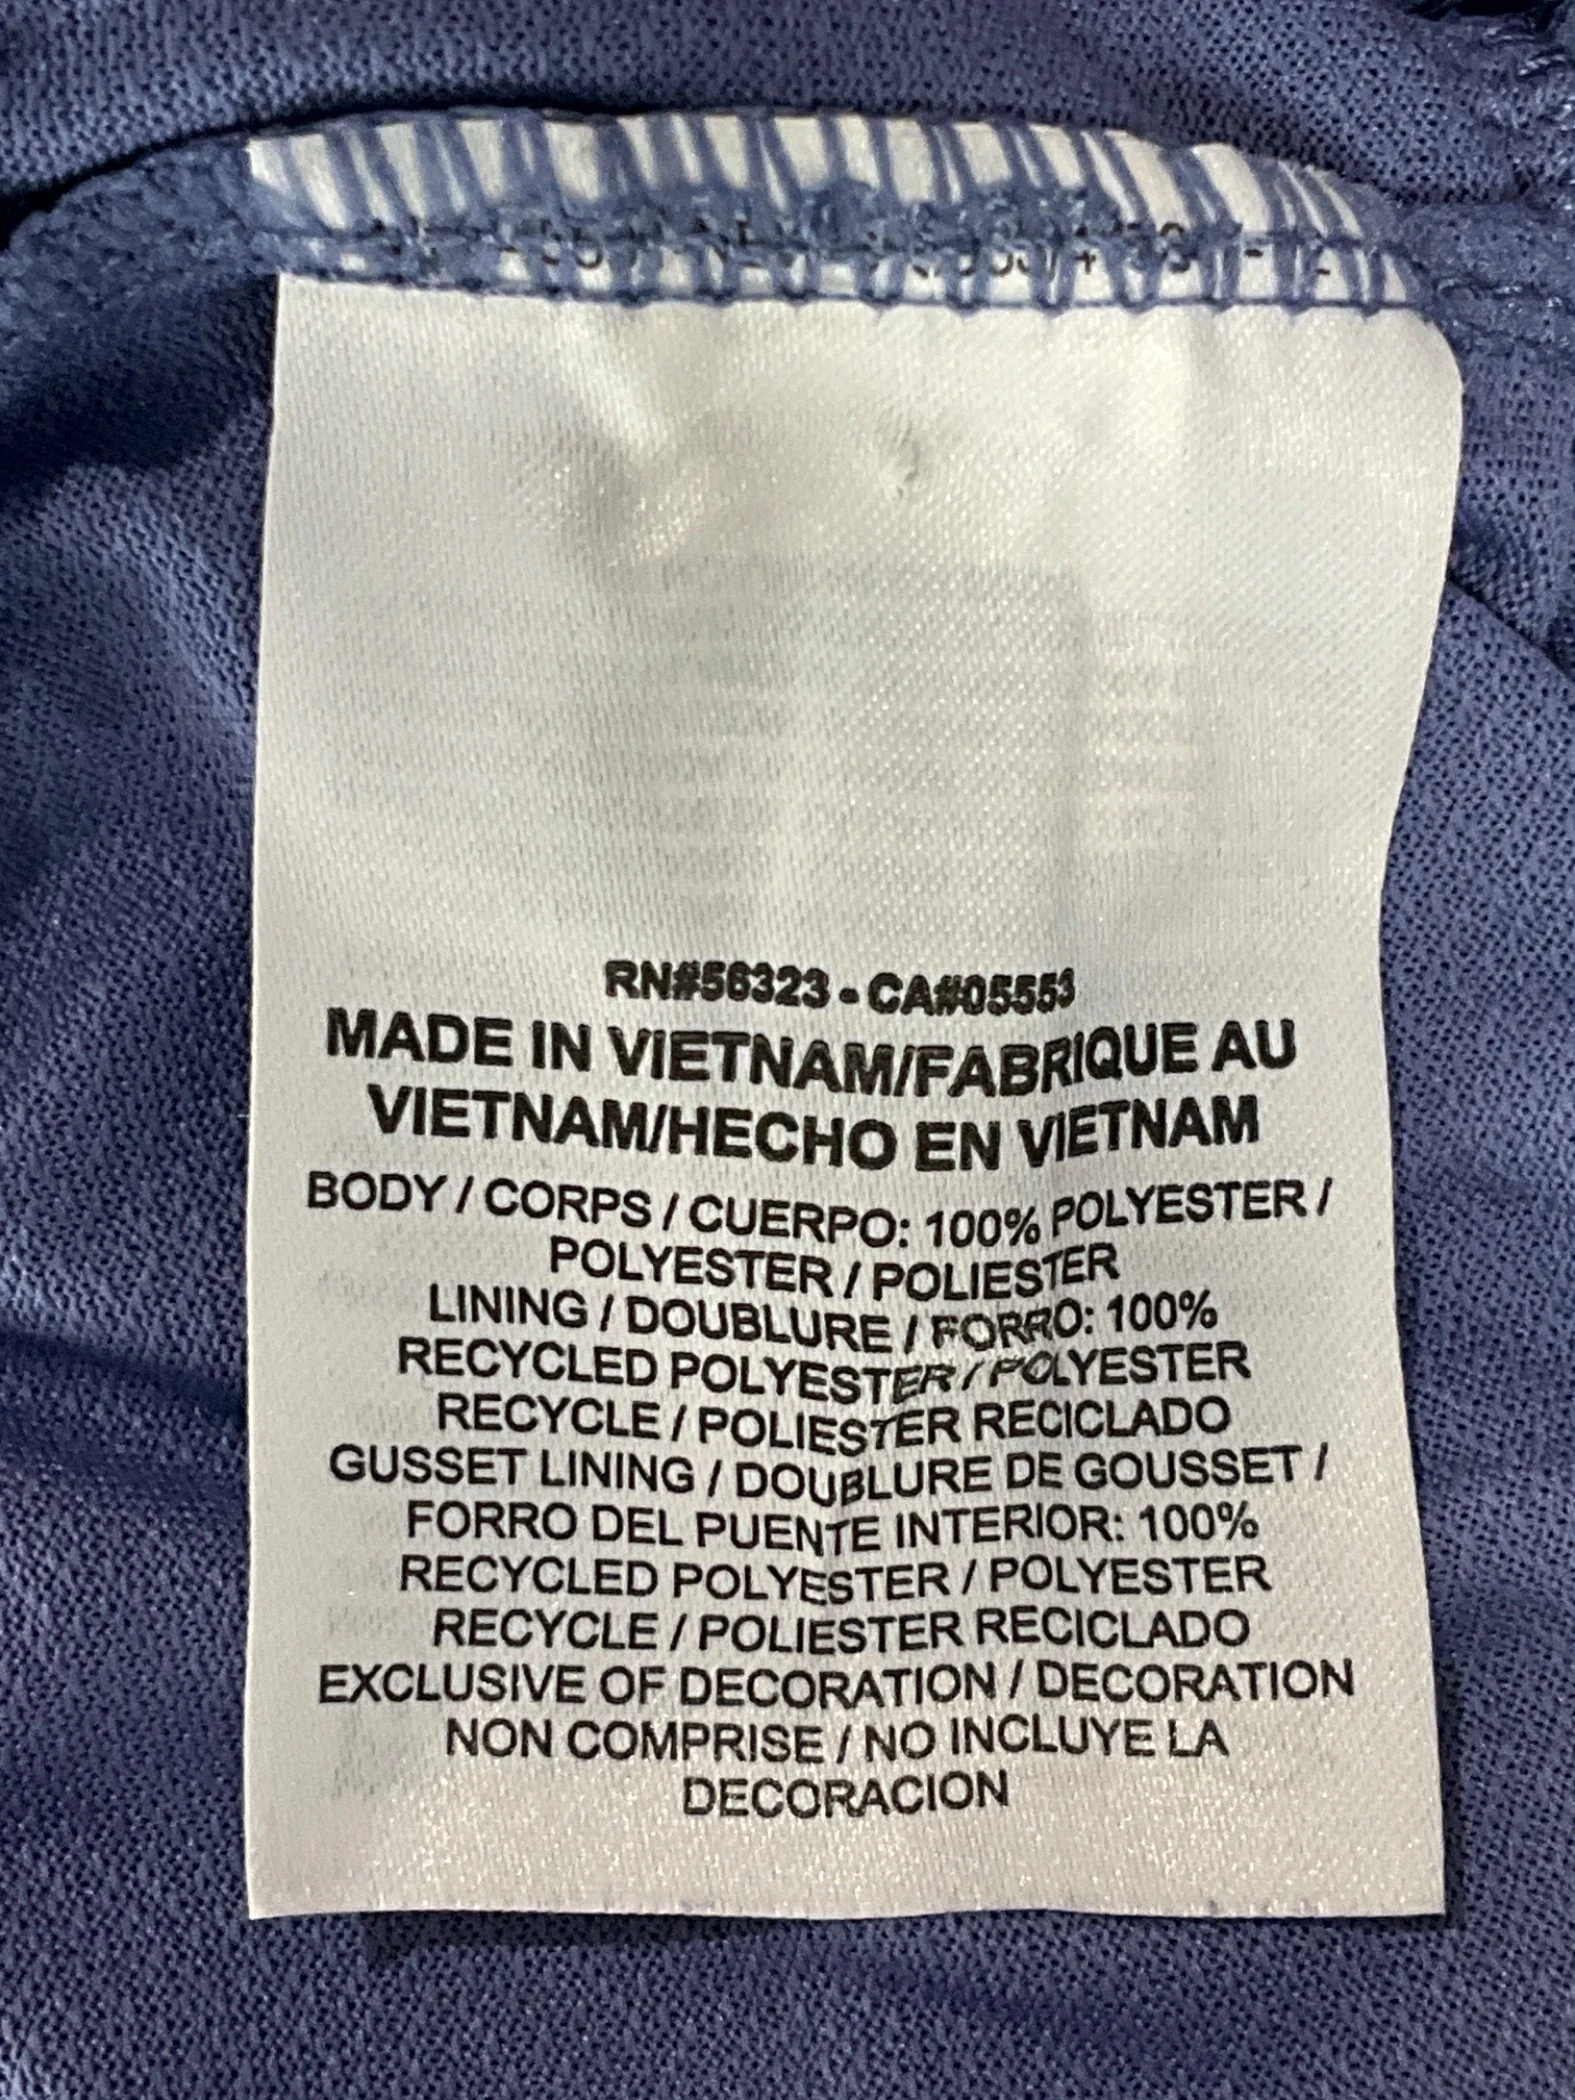 RN#56323 - CA#05553
MADE IN VIETNAM/FABRIQUE AU
VIETNAM/HECHO EN VIETNAM
BODY / CORPS / CUERPO: 100% POLYESTER /
POLYESTER / POLIESTER
LINING / DOUBLURE / FORRO: 100%
RECYCLED POLYESTER / POLYESTER
RECYCLE / POLIESTER RECICLADO
GUSSET LINING / DOUBLURE DE GOUSSET /
FORRO DEL PUENTE INTERIOR: 100%
RECYCLED POLYESTER / POLYESTER
RECYCLE / POLIESTER RECICLADO
EXCLUSIVE OF DECORATION / DECORATION
NON COMPRISE / NO INCLUYE LA
DECORACION